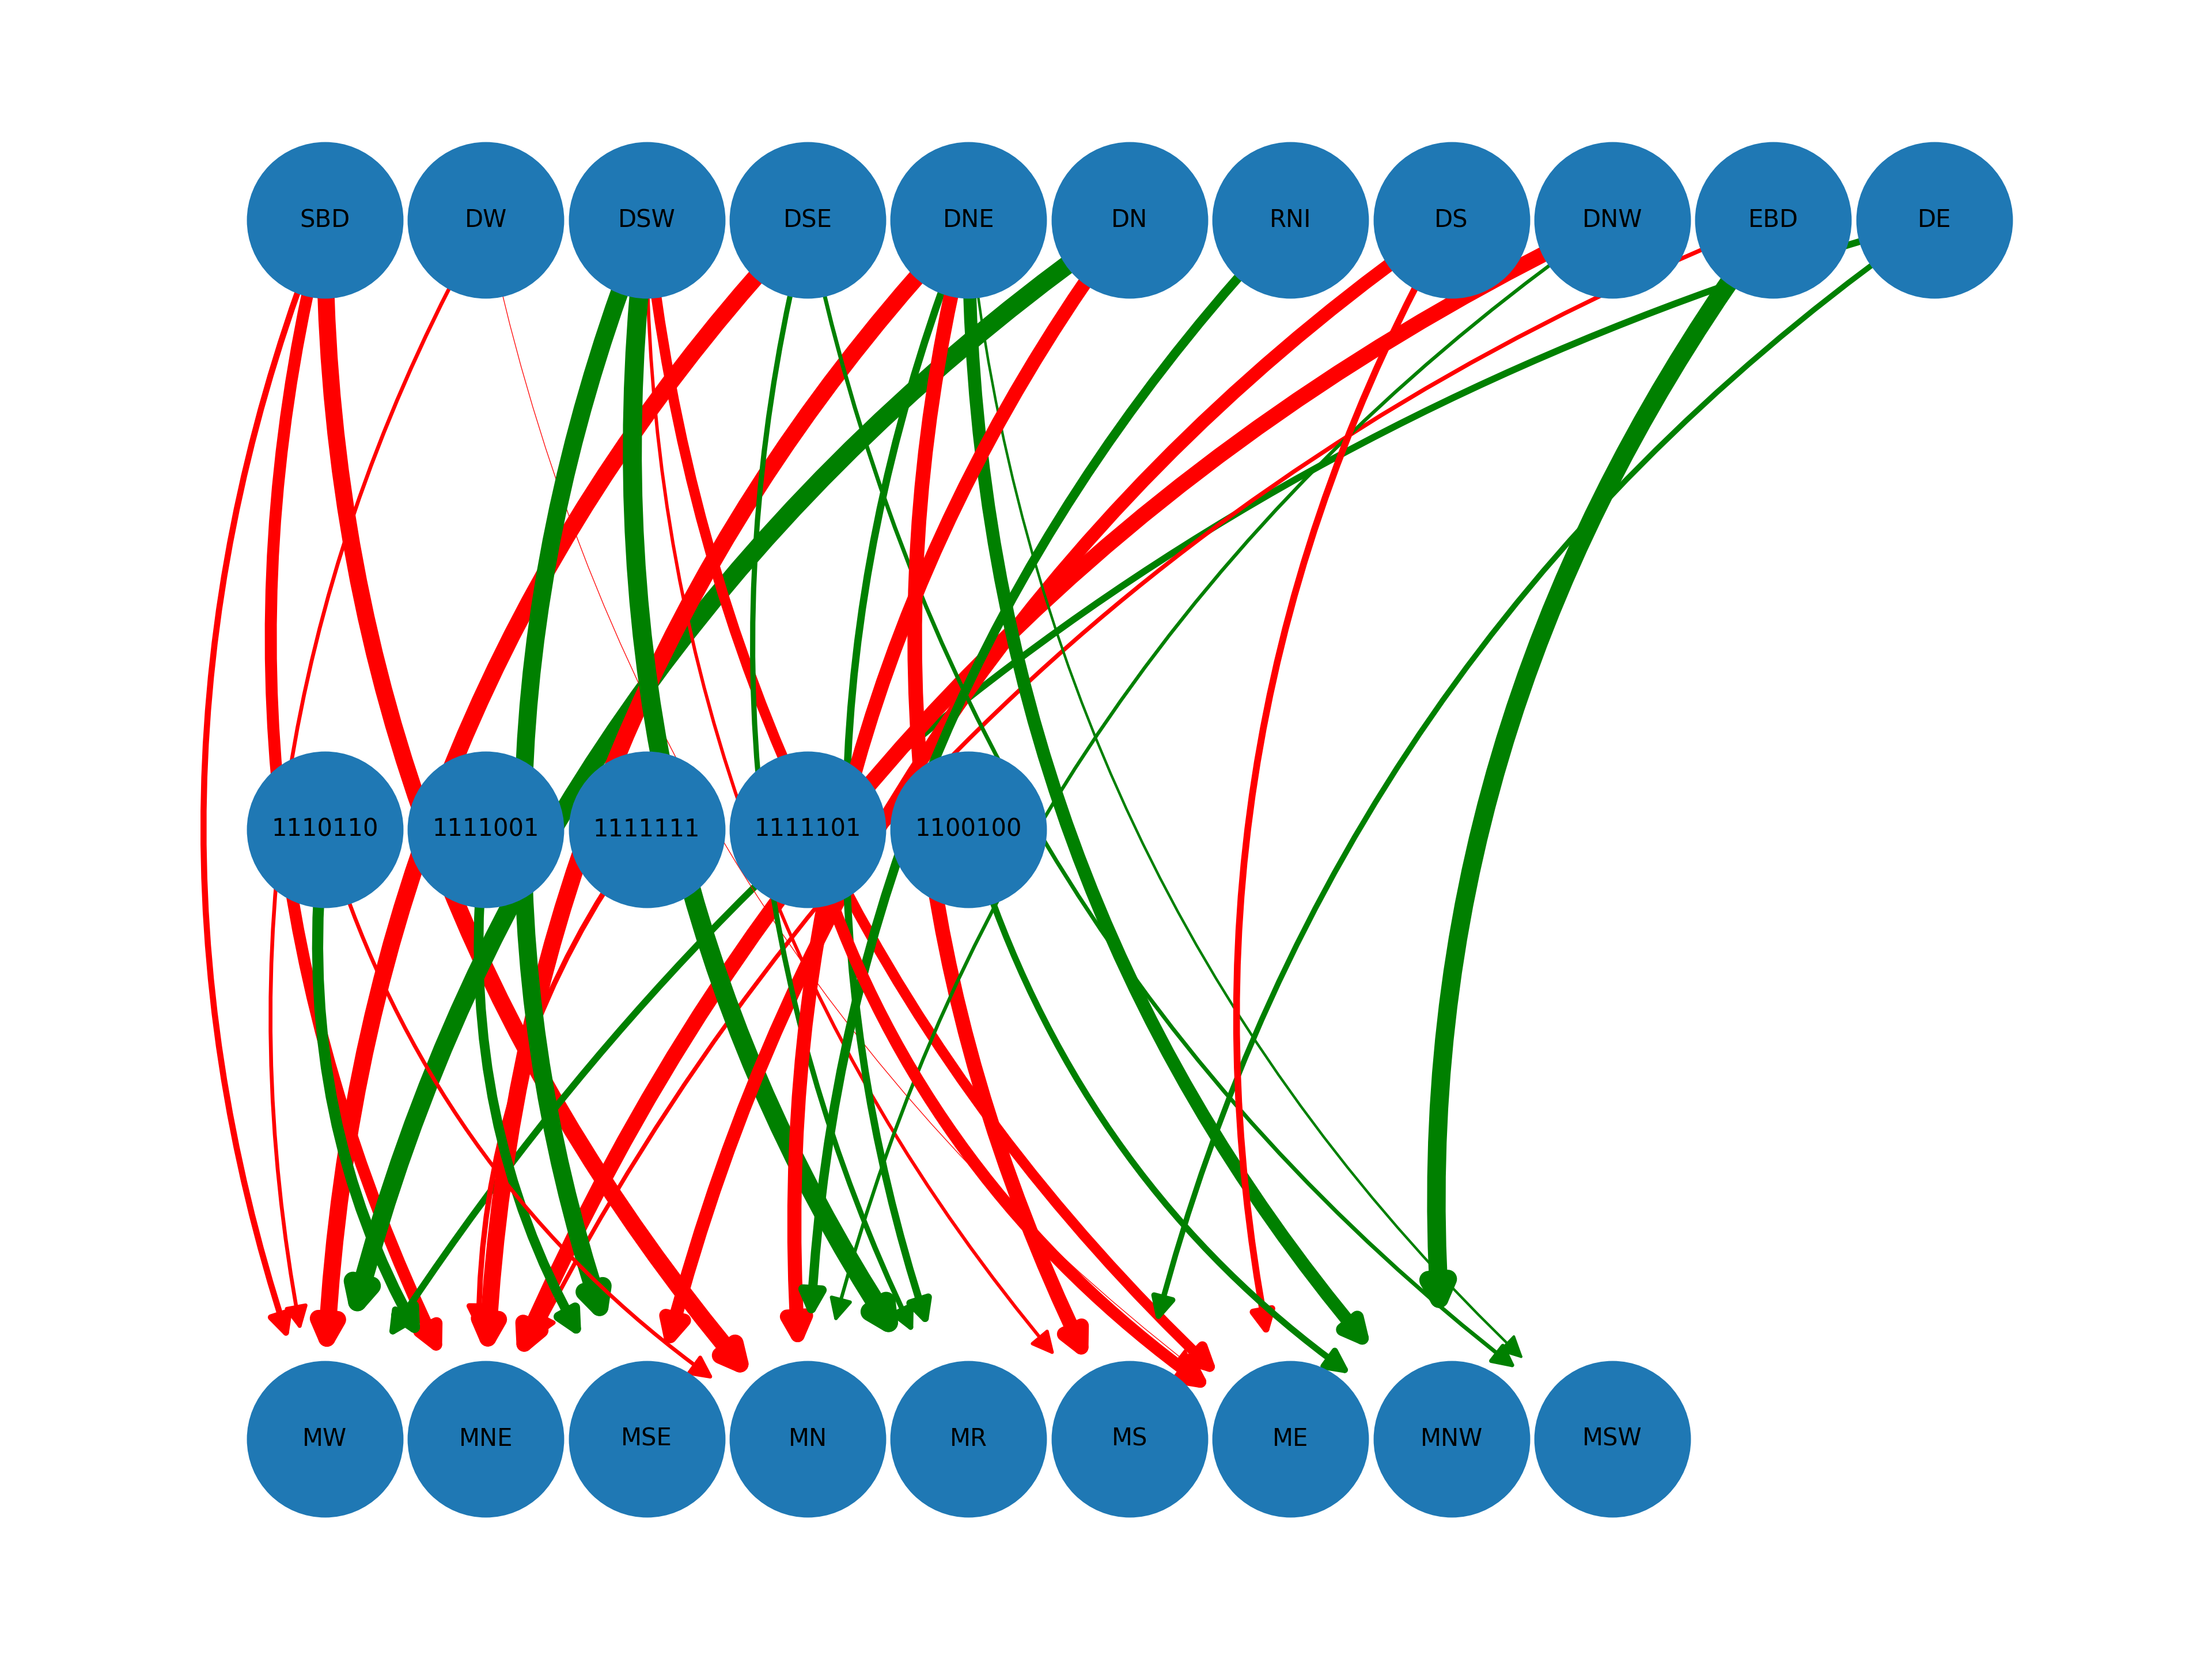 SBD DW DSW DSE DNE DN RNI DS DNW EBD DE
1110110 1111001 1111111 1111101 1100100
MW MNE MSE MN MR MS ME MNW MSW